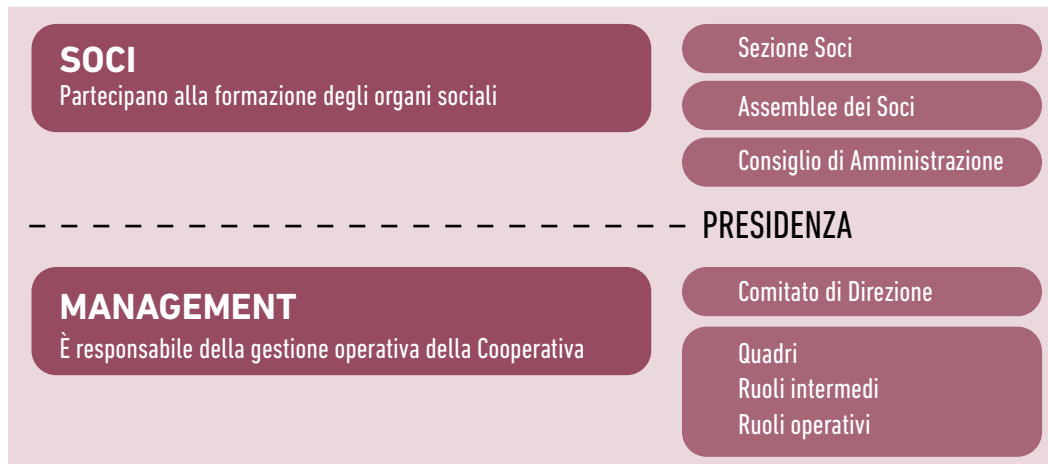 SOCI
Partecipano alla formazione degli organi sociali
Sezione Soci
Assemblee dei Soci
Consiglio di Amministrazione
PRESIDENZA
MANAGEMENT
È responsabile della gestione operativa della Cooperativa
Comitato di Direzione
Quadri
Ruoli intermedi
Ruoli operativi